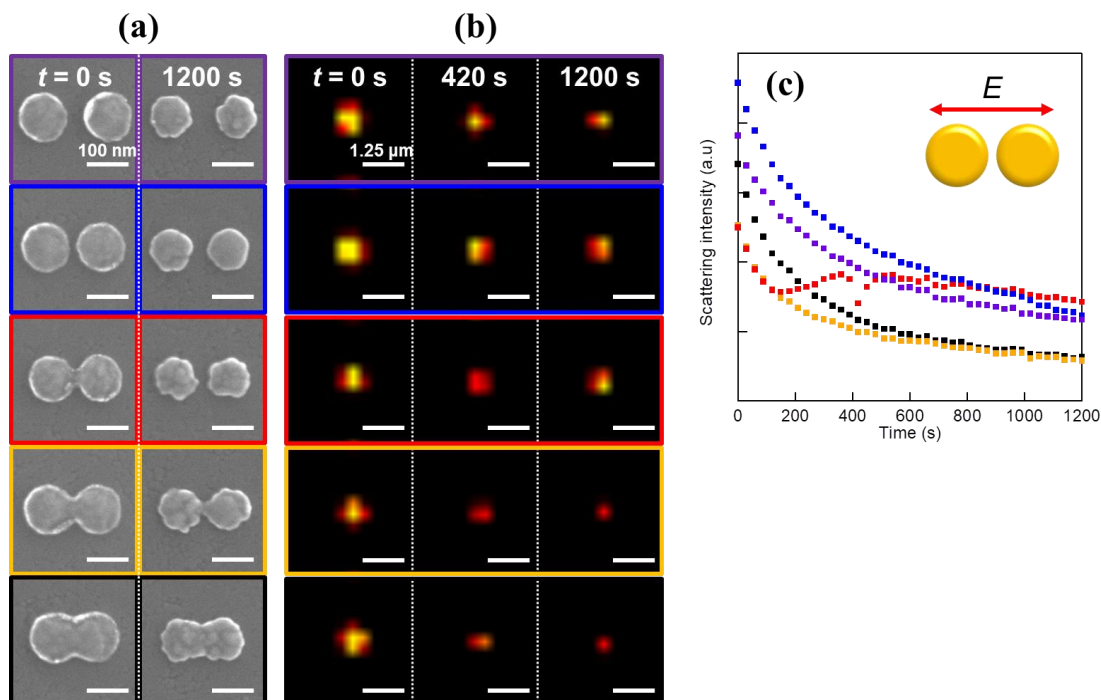 (a)
(b)
t = 0 s
1200 s
t = 0 s
420 s
1200 s
100 nm
1.25 µm
(c)
E
Scattering intensity (a.u)
0
200
400
600
800
1000
1200
Time (s)